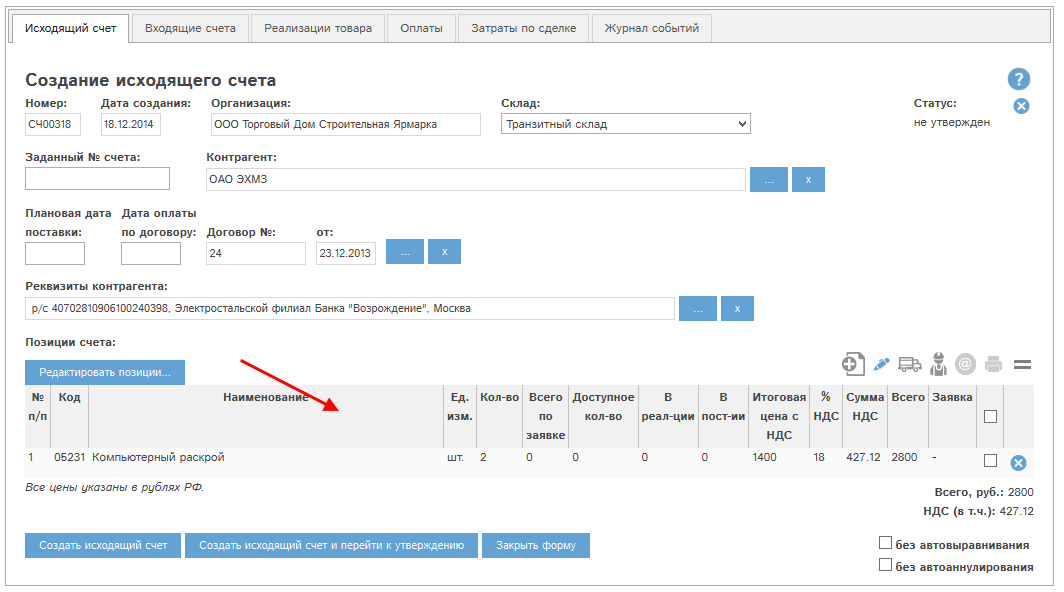 Исходящий счет Входящие счета Реализации товара Оплаты Затраты по сделке Журнал событий
Создание исходящего счета ?
Номер: Дата создания: Организация: Склад: Статус:
СЧ00318 18.12.2014 ООО Торговый Дом Строительная Ярмарка Транзитный склад не утвержден
Заданный № счета: Контрагент:
ОАО ЭХМЗ ... x
Плановая дата Дата оплаты
поставки: по договору: Договор №: от:
24 23.12.2013 ... x
Реквизиты контрагента:
р/с 40702810906100240398, Электростальской филиал Банка "Возрождение", Москва ... x
Позиции счета:
Редактировать позиции... @
№ Код Наименование Ед. Кол-во Всего Доступное В В Итоговая % Сумма Всего Заявка
п/п изм. по кол-во реал-ции пост-ии цена с НДС НДС
заявке НДС
1 05231 Компьютерный раскрой шт. 2 0 0 0 0 1400 18 427.12 2800 -
Все цены указаны в рублях РФ.
Всего, руб.: 2800
НДС (в т.ч.): 427.12
Создать исходящий счет Создать исходящий счет и перейти к утверждению Закрыть форму
без автовыравнивания
без автоаннулирования